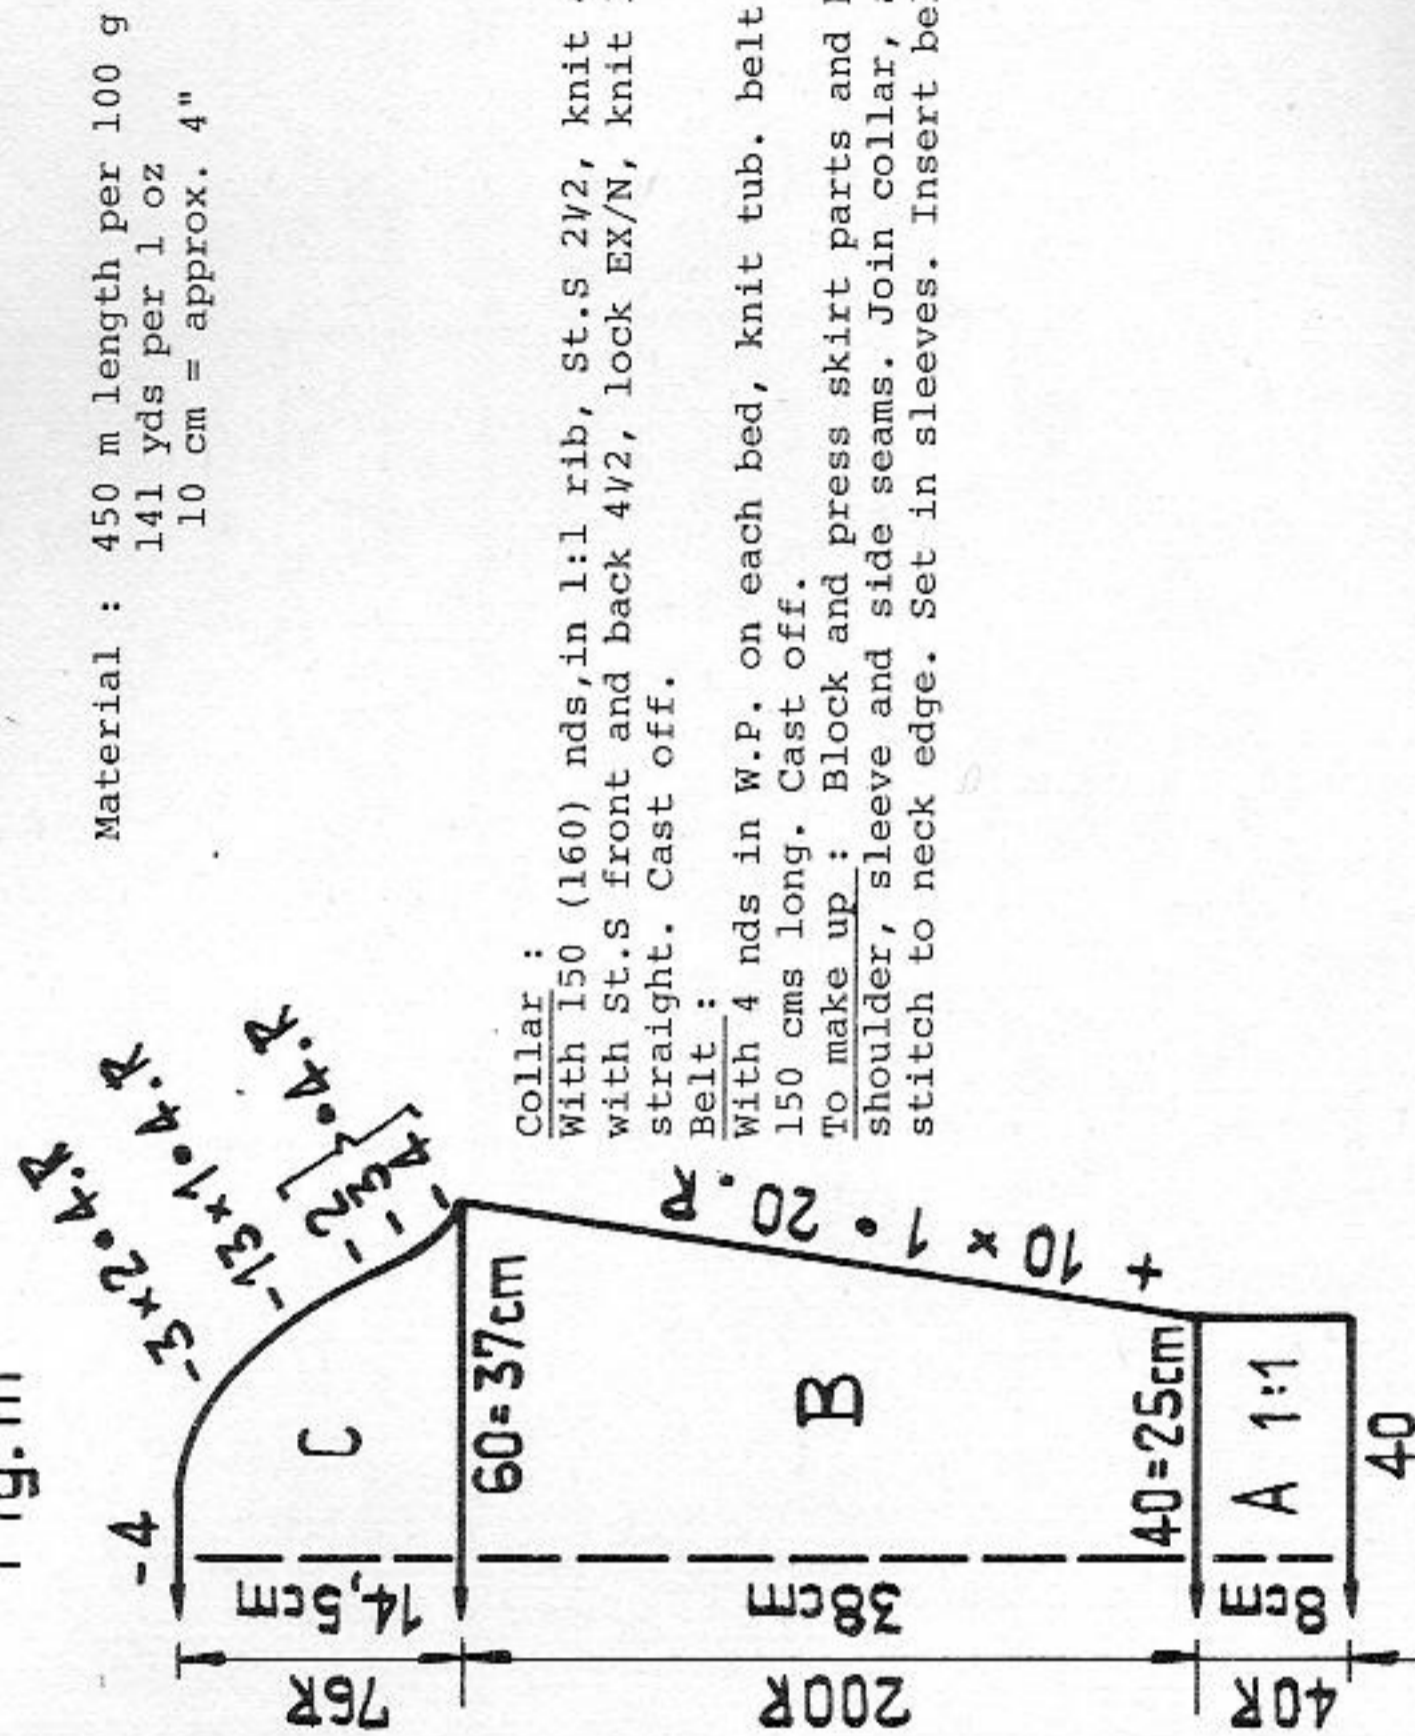 Fig.
Material : 450 m length per 100 g
141 yds per 1 oz
10 cm = approx. 4"
-4
-3×2•4.R
-13×1•4.R
-2
-3
-4
•4.R
C
14,5cm
76R
60=37cm
B
38cm
200R
+ 10 × 1 • 20.R
40=25cm
A 1:1
8cm
40R
40
Collar :
With 150 (160) nds,in 1:1 rib, St.S 2½, knit
with St.S front and back 4½, lock EX/N, knit
straight. Cast off.
Belt :
With 4 nds in W.P. on each bed, knit tub. belt
150 cms long. Cast off.
To make up : Block and press skirt parts and
shoulder, sleeve and side seams. Join collar,
stitch to neck edge. Set in sleeves. Insert